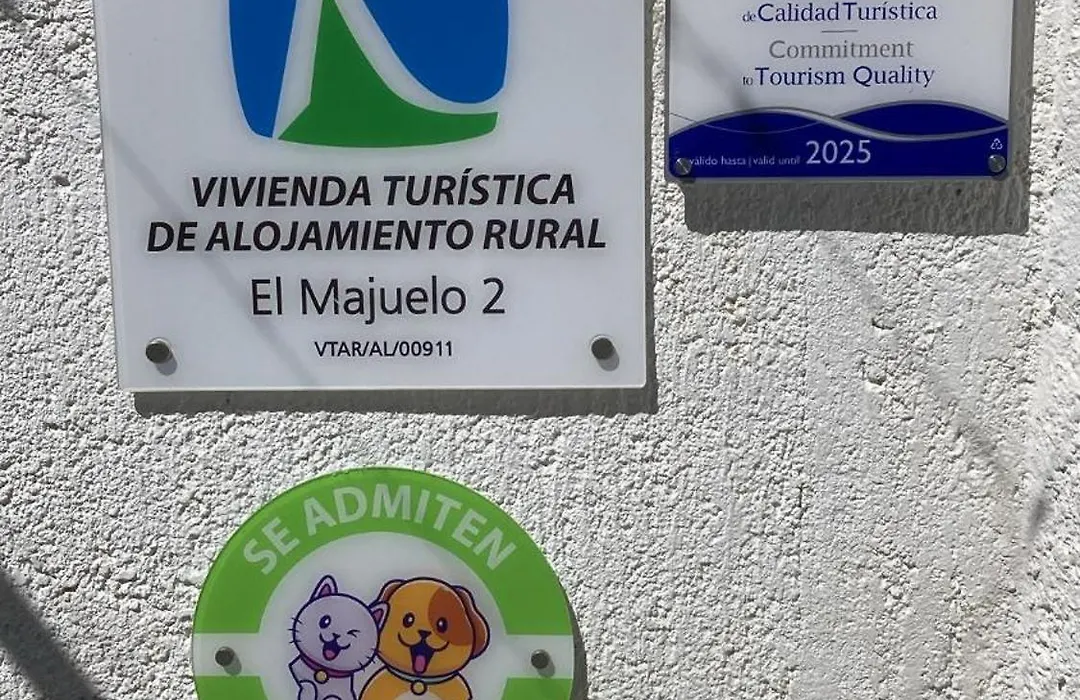 de Calidad Turística
Commitment
to Tourism Quality
válido hasta | valid until 2025
VIVIENDA TURÍSTICA
DE ALOJAMIENTO RURAL
El Majuelo 2
VTAR/AL/00911
SE ADMITEN